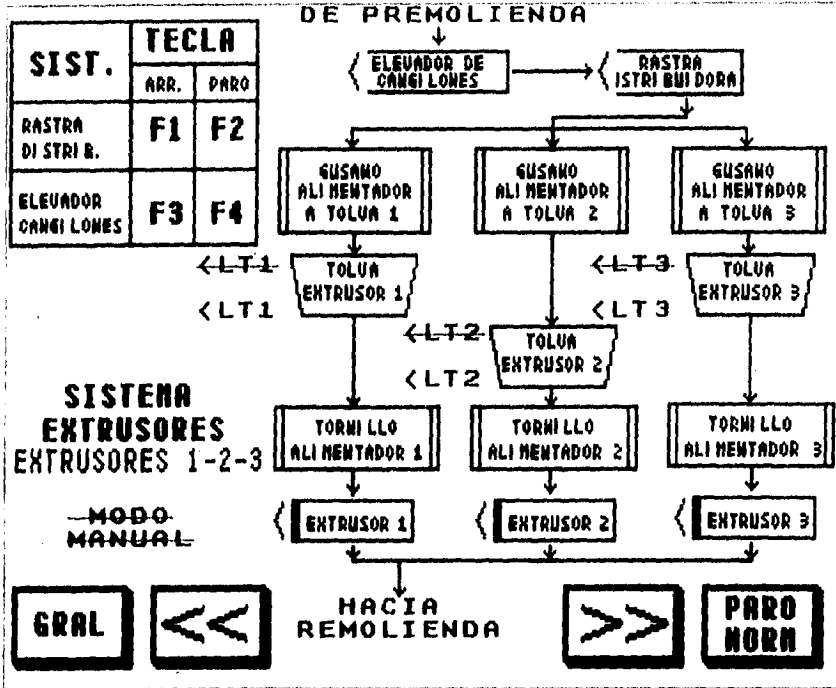 DE PREMOLIENDA
SIST.
TECLA
ARR.
PARO
RASTRA
DISTRIB.
F1
F2
ELEVADOR
CANGILONES
F3
F4
ELEVADOR DE
CANGILONES
RASTRA
ISTRIBUIDORA
GUSANO
ALIMENTADOR
A TOLVA 1
GUSANO
ALIMENTADOR
A TOLVA 2
GUSANO
ALIMENTADOR
A TOLVA 3
<LT1
TOLVA
EXTRUSOR 1
<LT1
<LT2
TOLVA
EXTRUSOR 2
<LT2
<LT3
TOLVA
EXTRUSOR 3
<LT3
SISTEMA
EXTRUSORES
EXTRUSORES 1-2-3
MODO
MANUAL
TORNILLO
ALIMENTADOR 1
TORNILLO
ALIMENTADOR 2
TORNILLO
ALIMENTADOR 3
EXTRUSOR 1
EXTRUSOR 2
EXTRUSOR 3
GRAL
<<
HACIA
REMOLIENDA
>>
PARO
NORM